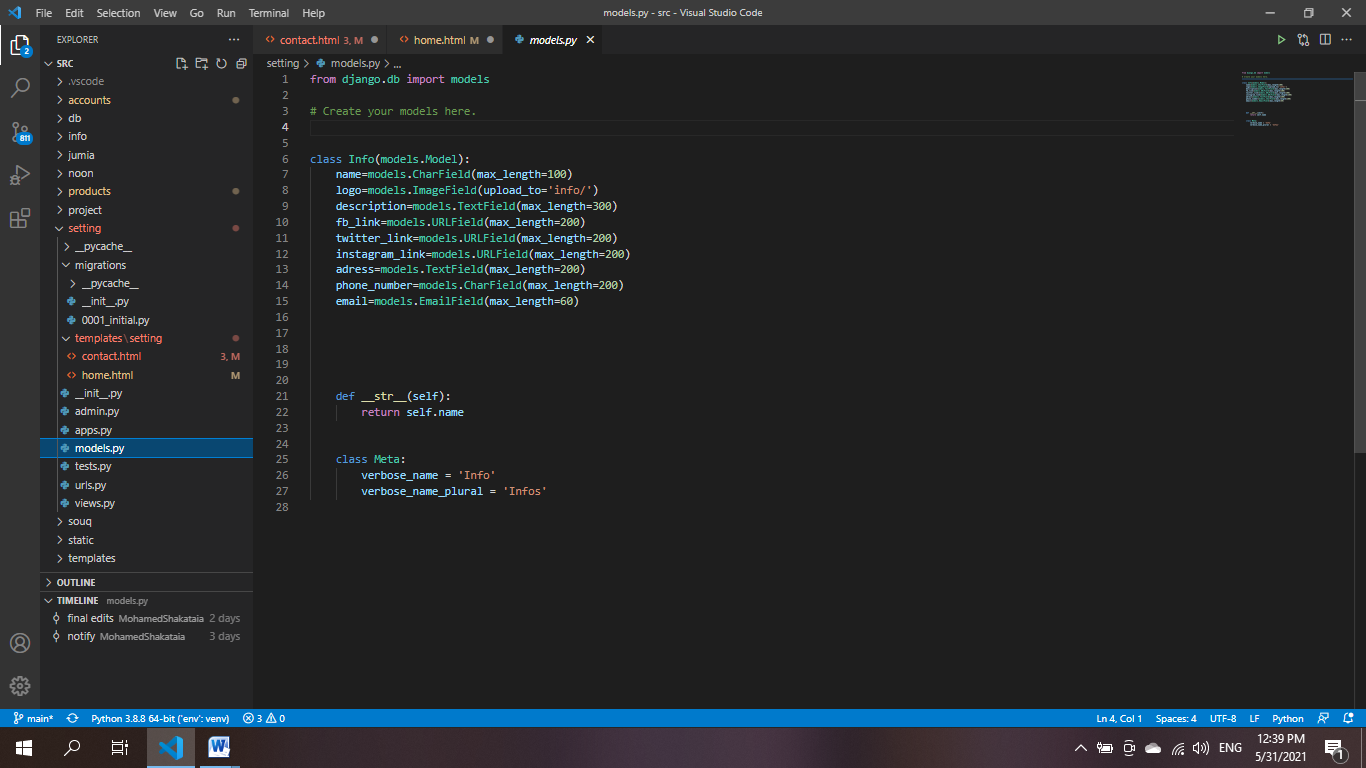 File Edit Selection View Go Run Terminal Help
models.py - src - Visual Studio Code
EXPLORER
SRC
.vscode
accounts
db
info
jumia
noon
products
project
setting
__pycache__
migrations
__pycache__
__init__.py
0001_initial.py
templates\setting
contact.html 3, M
home.html M
__init__.py
admin.py
apps.py
models.py
tests.py
urls.py
views.py
souq
static
templates
OUTLINE
TIMELINE models.py
final edits MohamedShakataia 2 days
notify MohamedShakataia 3 days
2
811
contact.html 3, M
home.html M
models.py
setting > models.py > ...
1 from django.db import models
2
3 # Create your models here.
4
5
6 class Info(models.Model):
7 name=models.CharField(max_length=100)
8 logo=models.ImageField(upload_to='info/')
9 description=models.TextField(max_length=300)
10 fb_link=models.URLField(max_length=200)
11 twitter_link=models.URLField(max_length=200)
12 instagram_link=models.URLField(max_length=200)
13 adress=models.TextField(max_length=200)
14 phone_number=models.CharField(max_length=200)
15 email=models.EmailField(max_length=60)
16
17
18
19
20
21 def __str__(self):
22 return self.name
23
24
25 class Meta:
26 verbose_name = 'Info'
27 verbose_name_plural = 'Infos'
28
main* Python 3.8.8 64-bit ('env': venv) 3 0
Ln 4, Col 1 Spaces: 4 UTF-8 LF Python
ENG
12:39 PM
5/31/2021
1